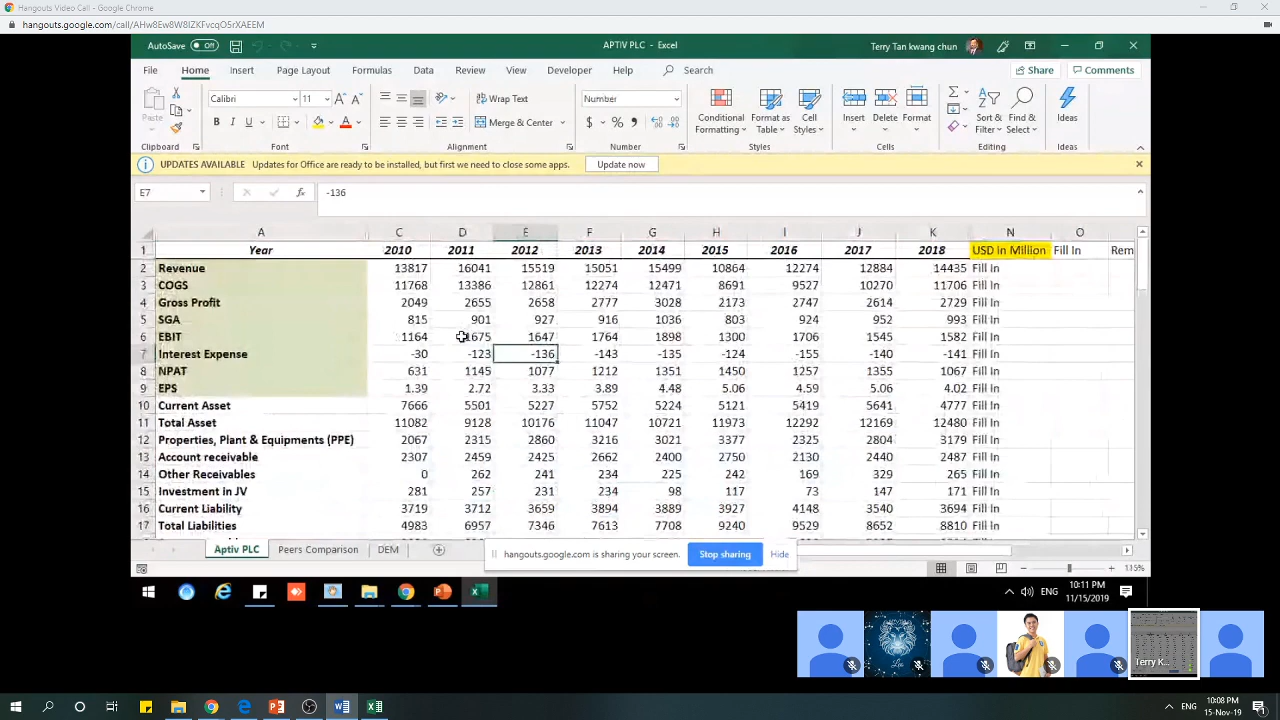 Hangouts Video Call - Google Chrome
hangouts.google.com/call/AHw8Ew8W8IZKFvcqO5rXAEEM
AutoSave Off
APTIV PLC - Excel
Terry Tan kwang chun
File Home Insert Page Layout Formulas Data Review View Developer Help Search Share Comments
Paste
Calibri 11
Wrap Text
Number
Conditional Formatting
Format as Table
Cell Styles
Insert Delete Format
Sort & Filter
Find & Select
Ideas
B I U
Merge & Center
$ %
Clipboard Font Alignment Number Styles Cells Editing Ideas
UPDATES AVAILABLE Updates for Office are ready to be installed, but first we need to close some apps. Update now
E7 fx -136
A C D E F G H I J K N O
1 Year 2010 2011 2012 2013 2014 2015 2016 2017 2018 USD in Million Fill In Rem
2 Revenue 13817 16041 15519 15051 15499 10864 12274 12884 14435 Fill In
3 COGS 11768 13386 12861 12274 12471 8691 9527 10270 11706 Fill In
4 Gross Profit 2049 2655 2658 2777 3028 2173 2747 2614 2729 Fill In
5 SGA 815 901 927 916 1036 803 924 952 993 Fill In
6 EBIT 1164 1675 1647 1764 1898 1300 1706 1545 1582 Fill In
7 Interest Expense -30 -123 -136 -143 -135 -124 -155 -140 -141 Fill In
8 NPAT 631 1145 1077 1212 1351 1450 1257 1355 1067 Fill In
9 EPS 1.39 2.72 3.33 3.89 4.48 5.06 4.59 5.06 4.02 Fill In
10 Current Asset 7666 5501 5227 5752 5224 5121 5419 5641 4777 Fill In
11 Total Asset 11082 9128 10176 11047 10721 11973 12292 12169 12480 Fill In
12 Properties, Plant & Equipments (PPE) 2067 2315 2860 3216 3021 3377 2325 2804 3179 Fill In
13 Account receivable 2307 2459 2425 2662 2400 2750 2130 2440 2487 Fill In
14 Other Receivables 0 262 241 234 225 242 169 329 265 Fill In
15 Investment in JV 281 257 231 234 98 117 73 147 171 Fill In
16 Current Liability 3719 3712 3659 3894 3889 3927 4148 3540 3694 Fill In
17 Total Liabilities 4983 6957 7346 7613 7708 9240 9529 8652 8810 Fill In
Aptiv PLC Peers Comparison DEM
hangouts.google.com is sharing your screen. Stop sharing Hide
115%
ENG
10:11 PM
11/15/2019
Leo
Terry K...
ENG
10:08 PM
15-Nov-19